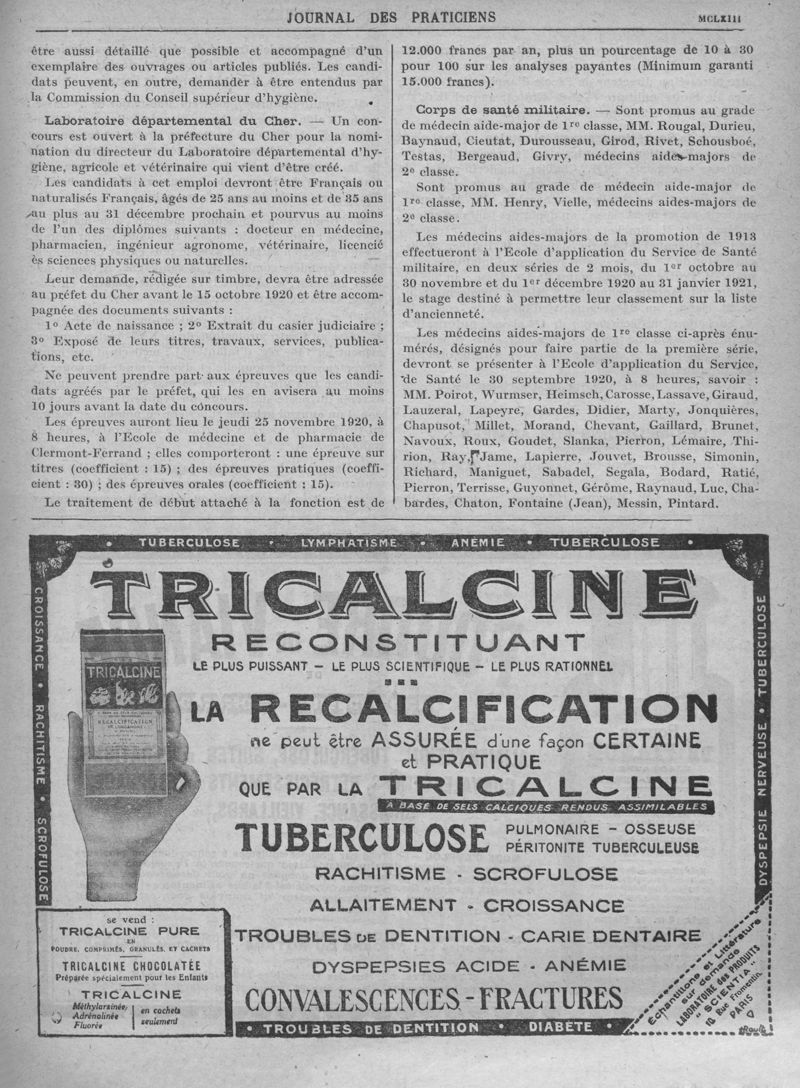 JOURNAL DES PRATICIENS
MCLXIII
être aussi détaillé que possible et accompagné d'un
exemplaire des ouvrages ou articles publiés. Les candi-
dats peuvent, en outre, demander à être entendus par
la Commission du Conseil supérieur d'hygiène.
Laboratoire départemental du Cher. — Un con-
cours est ouvert à la préfecture du Cher pour la nomi-
nation du directeur du Laboratoire départemental d'hy-
giène, agricole et vétérinaire qui vient d'être créé.
Les candidats à cet emploi devront être Français ou
naturalisés Français, âgés de 25 ans au moins et de 35 ans
au plus au 31 décembre prochain et pourvus au moins
de l'un des diplômes suivants : docteur en médecine,
pharmacien, ingénieur agronome, vétérinaire, licencié
ès sciences physiques ou naturelles.
Leur demande, rédigée sur timbre, devra être adressée
au préfet du Cher avant le 15 octobre 1920 et être accom-
pagnée des documents suivants :
1º Acte de naissance ; 2º Extrait du casier judiciaire ;
3º Exposé de leurs titres, travaux, services, publica-
tions, etc.
Ne peuvent prendre part aux épreuves que les candi-
dats agréés par le préfet, qui les en avisera au moins
10 jours avant la date du concours.
Les épreuves auront lieu le jeudi 25 novembre 1920, à
8 heures, à l'Ecole de médecine et de pharmacie de
Clermont-Ferrand ; elles comporteront : une épreuve sur
titres (coefficient : 15) ; des épreuves pratiques (coeffi-
cient : 30) ; des épreuves orales (coefficient : 15).
Le traitement de début attaché à la fonction est de
12.000 francs par an, plus un pourcentage de 10 à 30
pour 100 sur les analyses payantes (Minimum garanti
15.000 francs).
Corps de santé militaire. — Sont promus au grade
de médecin aide-major de 1re classe, MM. Rougal, Durieu,
Baynaud, Cieutat, Durousseau, Girod, Rivet, Schousboé,
Testas, Bergeaud, Givry, médecins aides-majors de
2e classe.
Sont promus au grade de médecin aide-major de
1re classe, MM. Henry, Vielle, médecins aides-majors de
2e classe.
Les médecins aides-majors de la promotion de 1913
effectueront à l'Ecole d'application du Service de Santé
militaire, en deux séries de 2 mois, du 1er octobre au
30 novembre et du 1er décembre 1920 au 31 janvier 1921,
le stage destiné à permettre leur classement sur la liste
d'ancienneté.
Les médecins aides-majors de 1re classe ci-après énu-
mérés, désignés pour faire partie de la première série,
devront se présenter à l'Ecole d'application du Service,
de Santé le 30 septembre 1920, à 8 heures, savoir :
MM. Poirot, Wurmser, Heimsch, Carosse, Lassave, Giraud,
Lauzeral, Lapeyre, Gardes, Didier, Marty, Jonquières,
Chapusot, Millet, Morand, Chevant, Gaillard, Brunet,
Navoux, Roux, Goudet, Slanka, Pierron, Lémaire, Thi-
rion, Ray, Jame, Lapierre, Jouvet, Brousse, Simonin,
Richard, Maniguet, Sabadel, Segala, Bodard, Ratié,
Pierron, Terrisse, Guyonnet, Gérôme, Raynaud, Luc, Cha-
bardes, Chaton, Fontaine (Jean), Messin, Pintard.
• TUBERCULOSE • LYMPHATISME • ANÉMIE • TUBERCULOSE •
CROISSANCE • RACHITISME • SCROFULOSE
TRICALCINE
RECONSTITUANT
LE PLUS PUISSANT — LE PLUS SCIENTIFIQUE — LE PLUS RATIONNEL
TRICALCINE
RECALCIFICATION
LA RECALCIFICATION
ne peut être ASSURÉE d'une façon CERTAINE
et PRATIQUE
QUE PAR LA TRICALCINE
A BASE DE SELS CALCIQUES RENDUS ASSIMILABLES
TUBERCULOSE PULMONAIRE - OSSEUSE
PÉRITONITE TUBERCULEUSE
RACHITISME - SCROFULOSE
ALLAITEMENT - CROISSANCE
TROUBLES DE DENTITION - CARIE DENTAIRE
DYSPEPSIES ACIDE - ANÉMIE
CONVALESCENCES - FRACTURES
DYSPEPSIE NERVEUSE • TUBERCULOSE
se vend :
TRICALCINE PURE
EN
POUDRE, COMPRIMÉS, GRANULÉS, ET CACHETS
TRICALCINE CHOCOLATÉE
Préparée spécialement pour les Enfants
TRICALCINE
Méthylarsinée
Adrénalinée
Fluorée
en cachets
seulement
• TROUBLES DE DENTITION • DIABÈTE •
Echantillons et Littérature
sur demande
LABORATOIRE des PRODUITS
" SCIENTIA "
10, Rue Fromentin,
PARIS